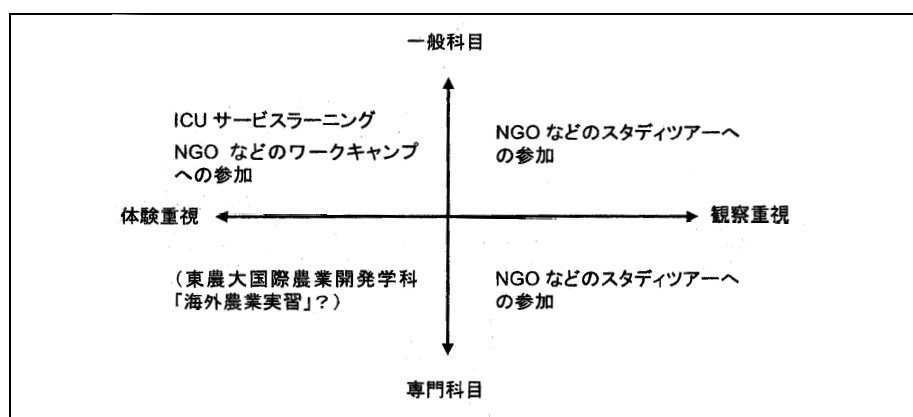 一般科目
ICU サービスラーニング
NGO などのワークキャンプ
への参加
NGO などのスタディツアーへ
の参加
体験重視
観察重視
(東農大国際農業開発学科
「海外農業実習」?)
NGO などのスタディツアーへ
の参加
専門科目